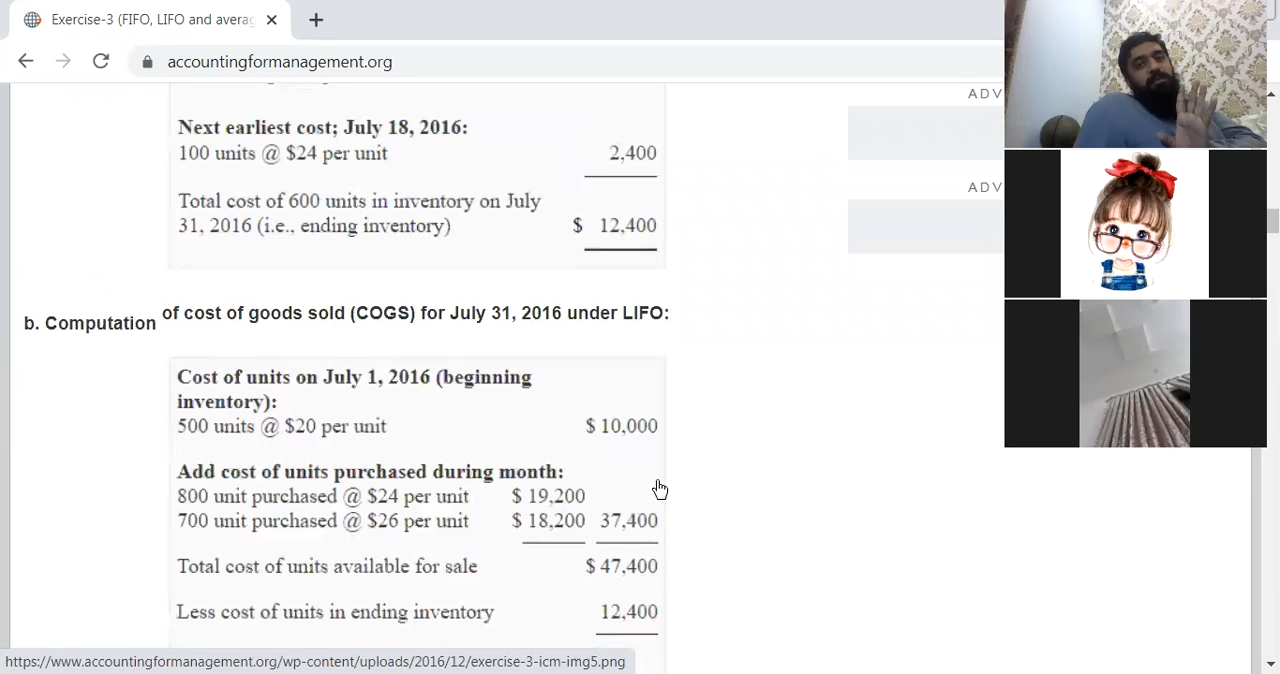 Exercise-3 (FIFO, LIFO and averag
accountingformanagement.org
ADV
Next earliest cost; July 18, 2016:
100 units @ $24 per unit 2,400
ADV
Total cost of 600 units in inventory on July
31, 2016 (i.e., ending inventory) $ 12,400
b. Computation of cost of goods sold (COGS) for July 31, 2016 under LIFO:
Cost of units on July 1, 2016 (beginning
inventory):
500 units @ $20 per unit $ 10,000
Add cost of units purchased during month:
800 unit purchased @ $24 per unit $ 19,200
700 unit purchased @ $26 per unit $ 18,200 37,400
Total cost of units available for sale $ 47,400
Less cost of units in ending inventory 12,400
https://www.accountingformanagement.org/wp-content/uploads/2016/12/exercise-3-icm-img5.png